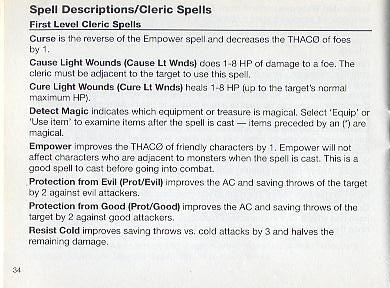 Spell Descriptions/Cleric Spells
First Level Cleric Spells
Curse is the reverse of the Empower spell and decreases the THACØ of foes
by 1.
Cause Light Wounds (Cause Lt Wnds) does 1-8 HP of damage to a foe. The
cleric must be adjacent to the target to use this spell.
Cure Light Wounds (Cure Lt Wnds) heals 1-8 HP (up to the target's normal
maximum HP).
Detect Magic indicates which equipment or treasure is magical. Select 'Equip' or
'Use item' to examine items after the spell is cast — items preceded by an (*) are
magical.
Empower improves the THACØ of friendly characters by 1. Empower will not
affect characters who are adjacent to monsters when the spell is cast. This is a
good spell to cast before going into combat.
Protection from Evil (Prot/Evil) improves the AC and saving throws of the target
by 2 against evil attackers.
Protection from Good (Prot/Good) improves the AC and saving throws of the
target by 2 against good attackers.
Resist Cold improves saving throws vs. cold attacks by 3 and halves the
remaining damage.
34